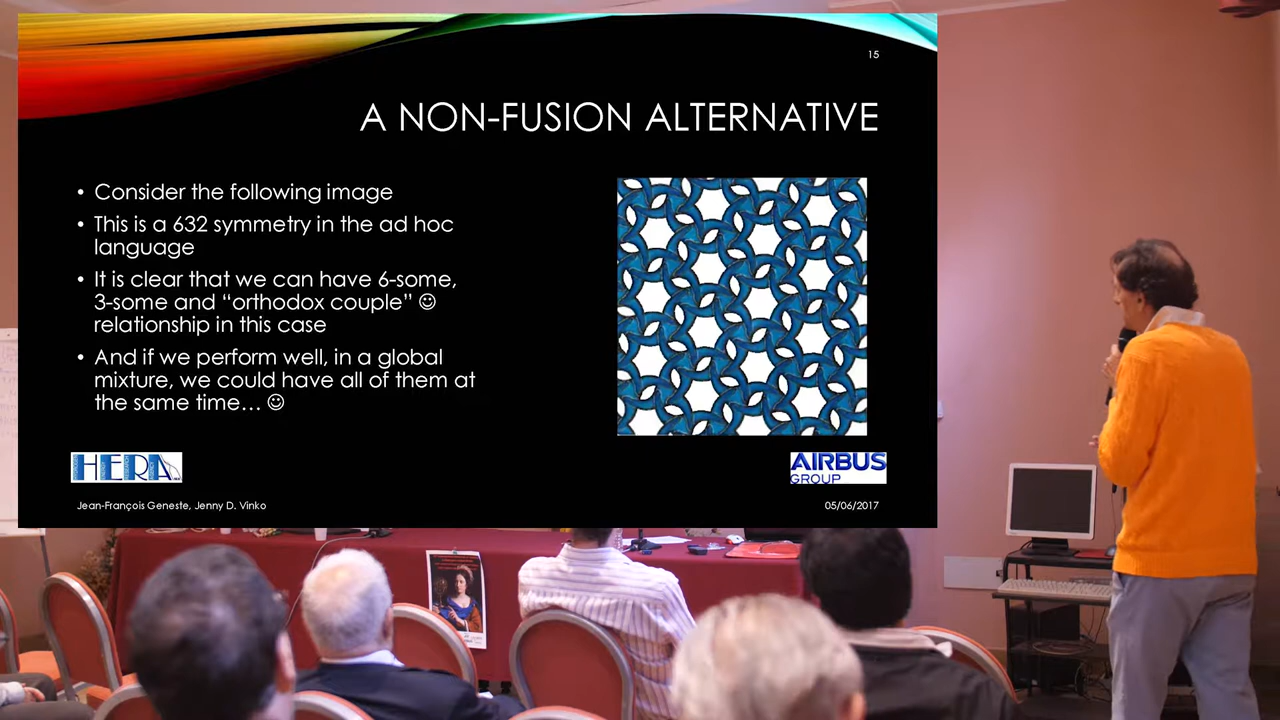 15
A NON-FUSION ALTERNATIVE
• Consider the following image
• This is a 632 symmetry in the ad hoc
language
• It is clear that we can have 6-some,
3-some and “orthodox couple” ☺
relationship in this case
• And if we perform well, in a global
mixture, we could have all of them at
the same time... ☺
HERA
AIRBUS
GROUP
Jean-François Geneste, Jenny D. Vinko
05/06/2017